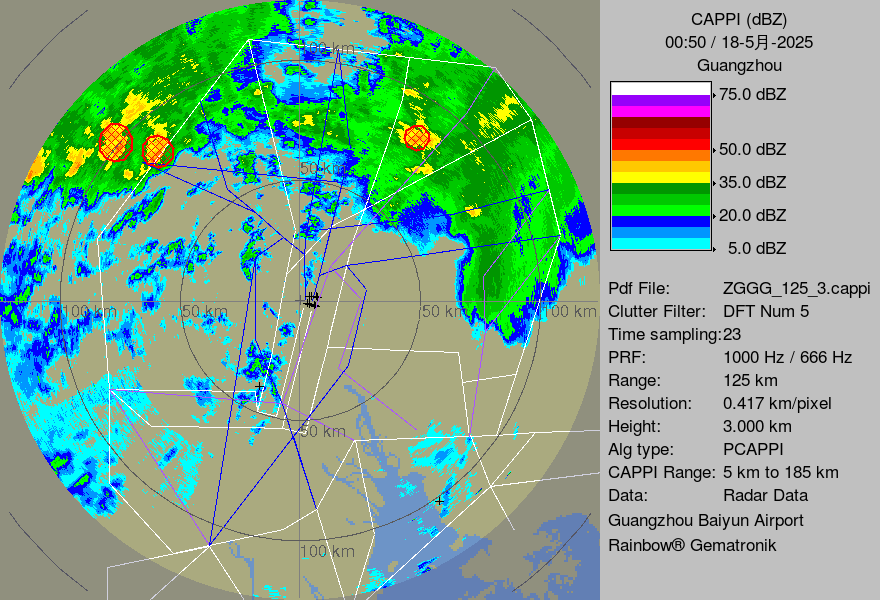 CAPPI (dBZ)
00:50 / 18-5月-2025
Guangzhou
75.0 dBZ
50.0 dBZ
35.0 dBZ
20.0 dBZ
5.0 dBZ
Pdf File: ZGGG_125_3.cappi
Clutter Filter: DFT Num 5
Time sampling:23
PRF: 1000 Hz / 666 Hz
Range: 125 km
Resolution: 0.417 km/pixel
Height: 3.000 km
Alg type: PCAPPI
CAPPI Range: 5 km to 185 km
Data: Radar Data
Guangzhou Baiyun Airport
Rainbow® Gematronik
100 km
50 km
100 km
50 km
50 km
100 km
50 km
100 km